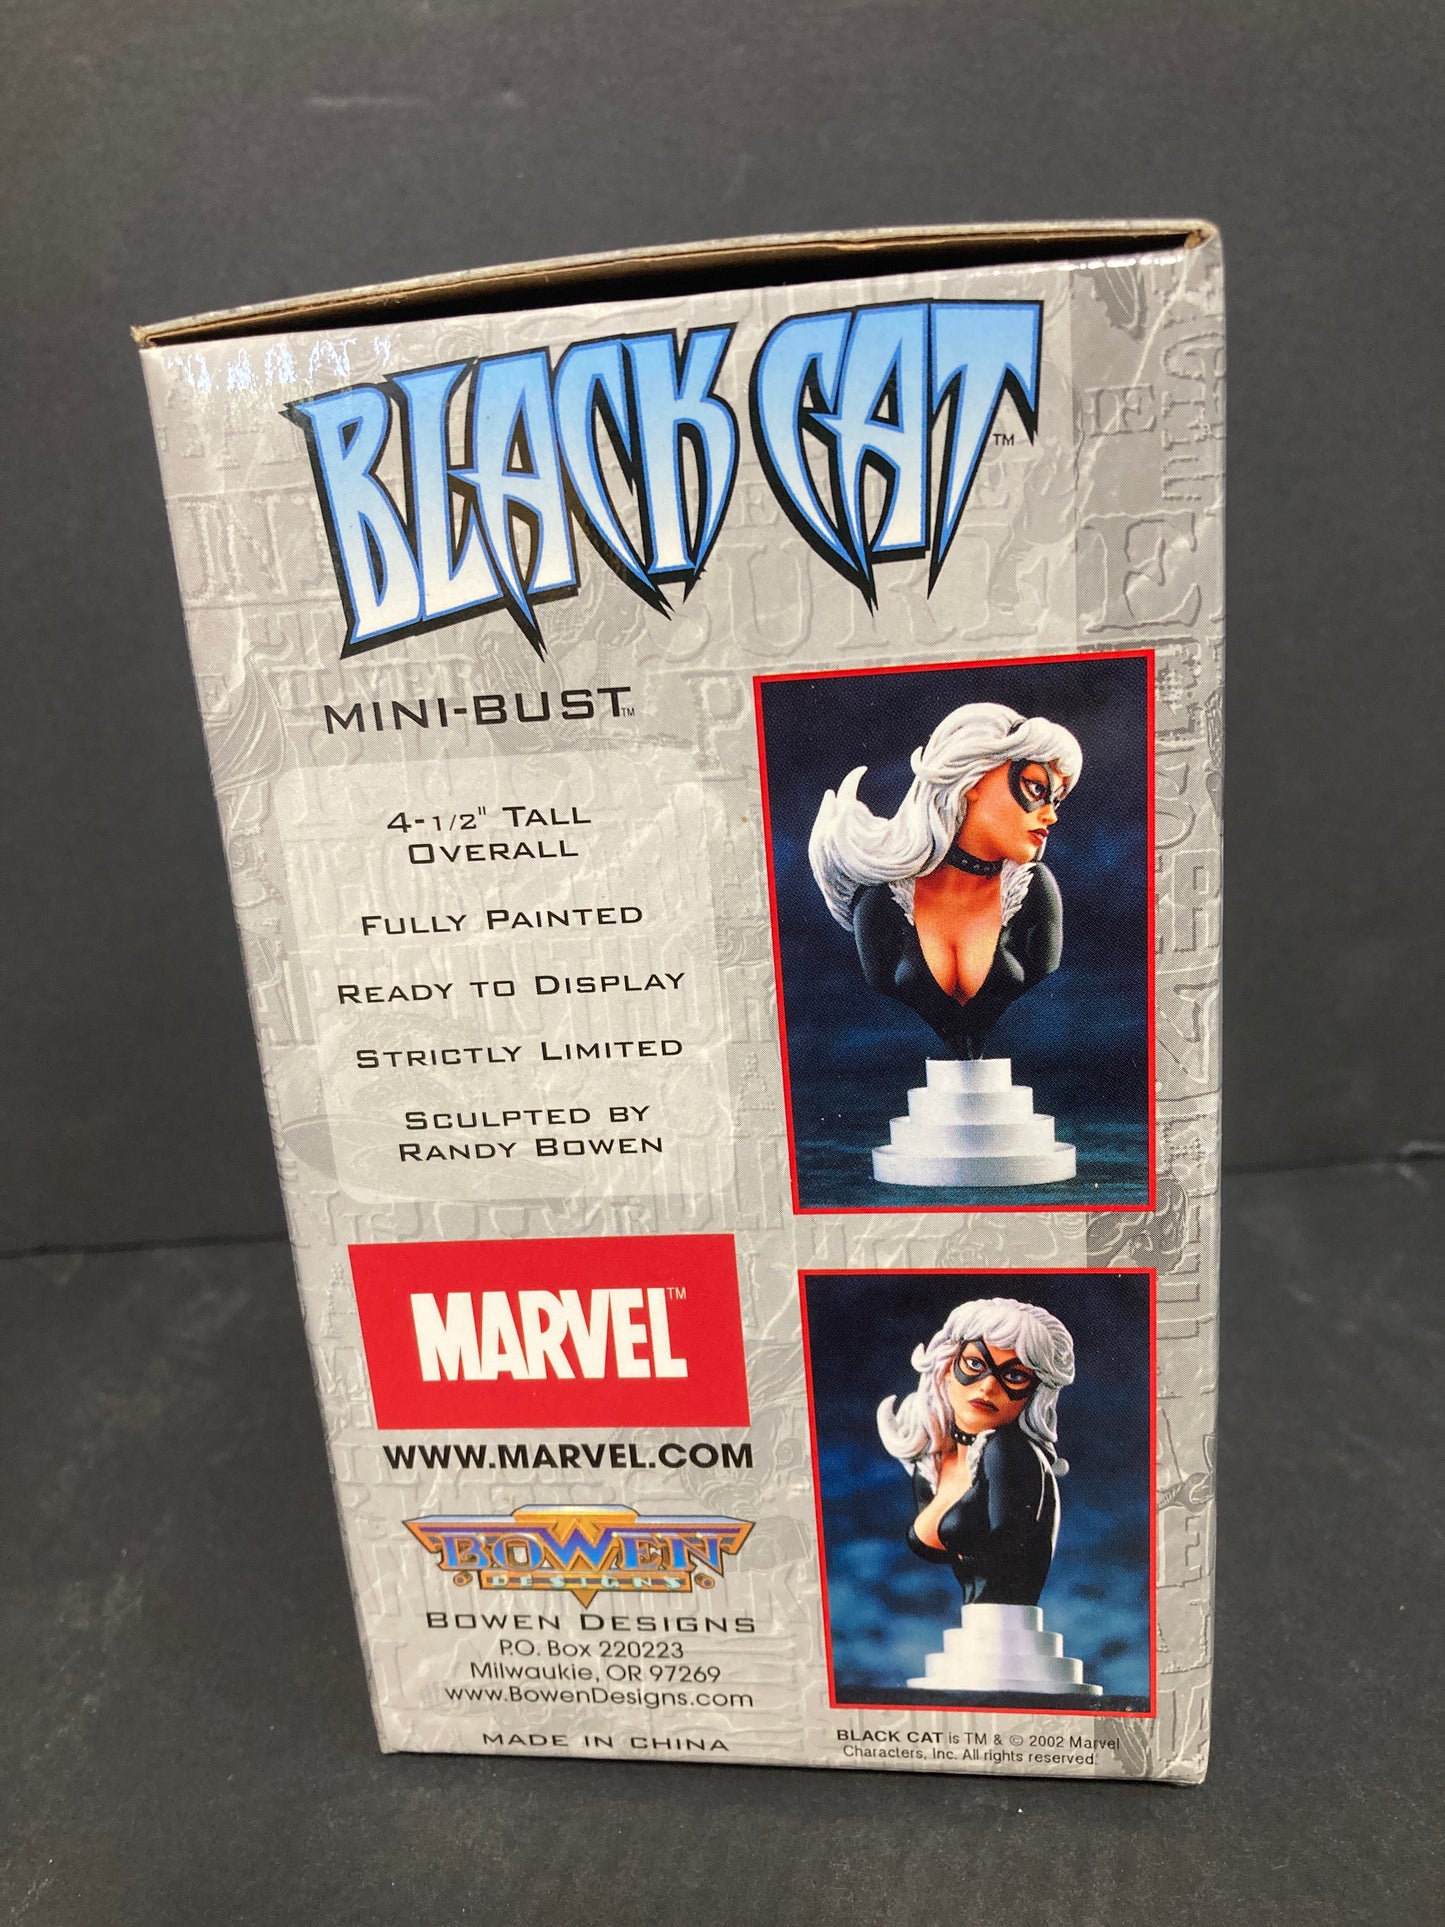 BLACK CAT™
MINI-BUST™
4-1/2" TALL
OVERALL
FULLY PAINTED
READY TO DISPLAY
STRICTLY LIMITED
SCULPTED BY
RANDY BOWEN
MARVEL™
WWW.MARVEL.COM
BOWEN
DESIGNS
BOWEN DESIGNS
P.O. Box 220223
Milwaukie, OR 97269
www.BowenDesigns.com
MADE IN CHINA
BLACK CAT is TM & © 2002 Marvel
Characters, Inc. All rights reserved.